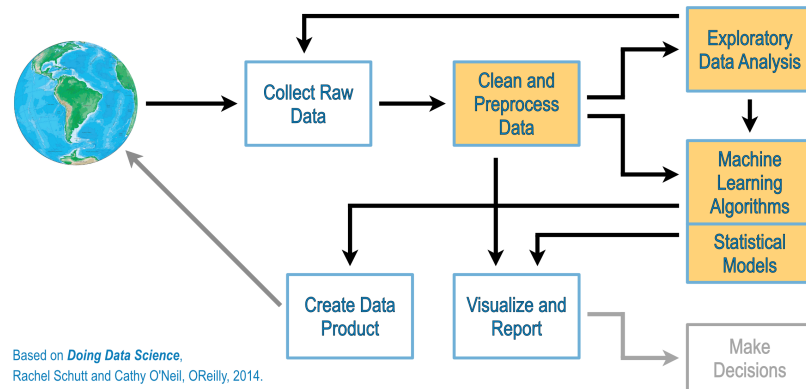 Exploratory
Data Analysis
Collect Raw
Data
Clean and
Preprocess
Data
Machine
Learning
Algorithms
Statistical
Models
Create Data
Product
Visualize and
Report
Make
Decisions
Based on Doing Data Science,
Rachel Schutt and Cathy O'Neil, OReilly, 2014.